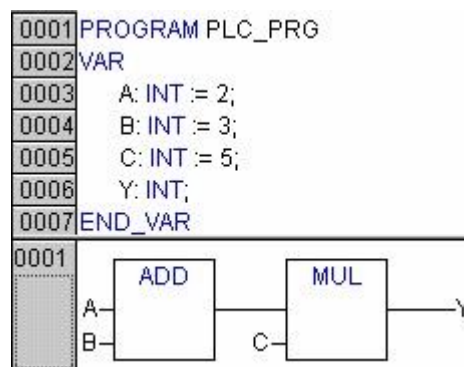 0001 PROGRAM PLC_PRG
0002 VAR
0003 A: INT := 2;
0004 B: INT := 3;
0005 C: INT := 5;
0006 Y: INT;
0007 END_VAR
0001
ADD MUL
A Y
B C